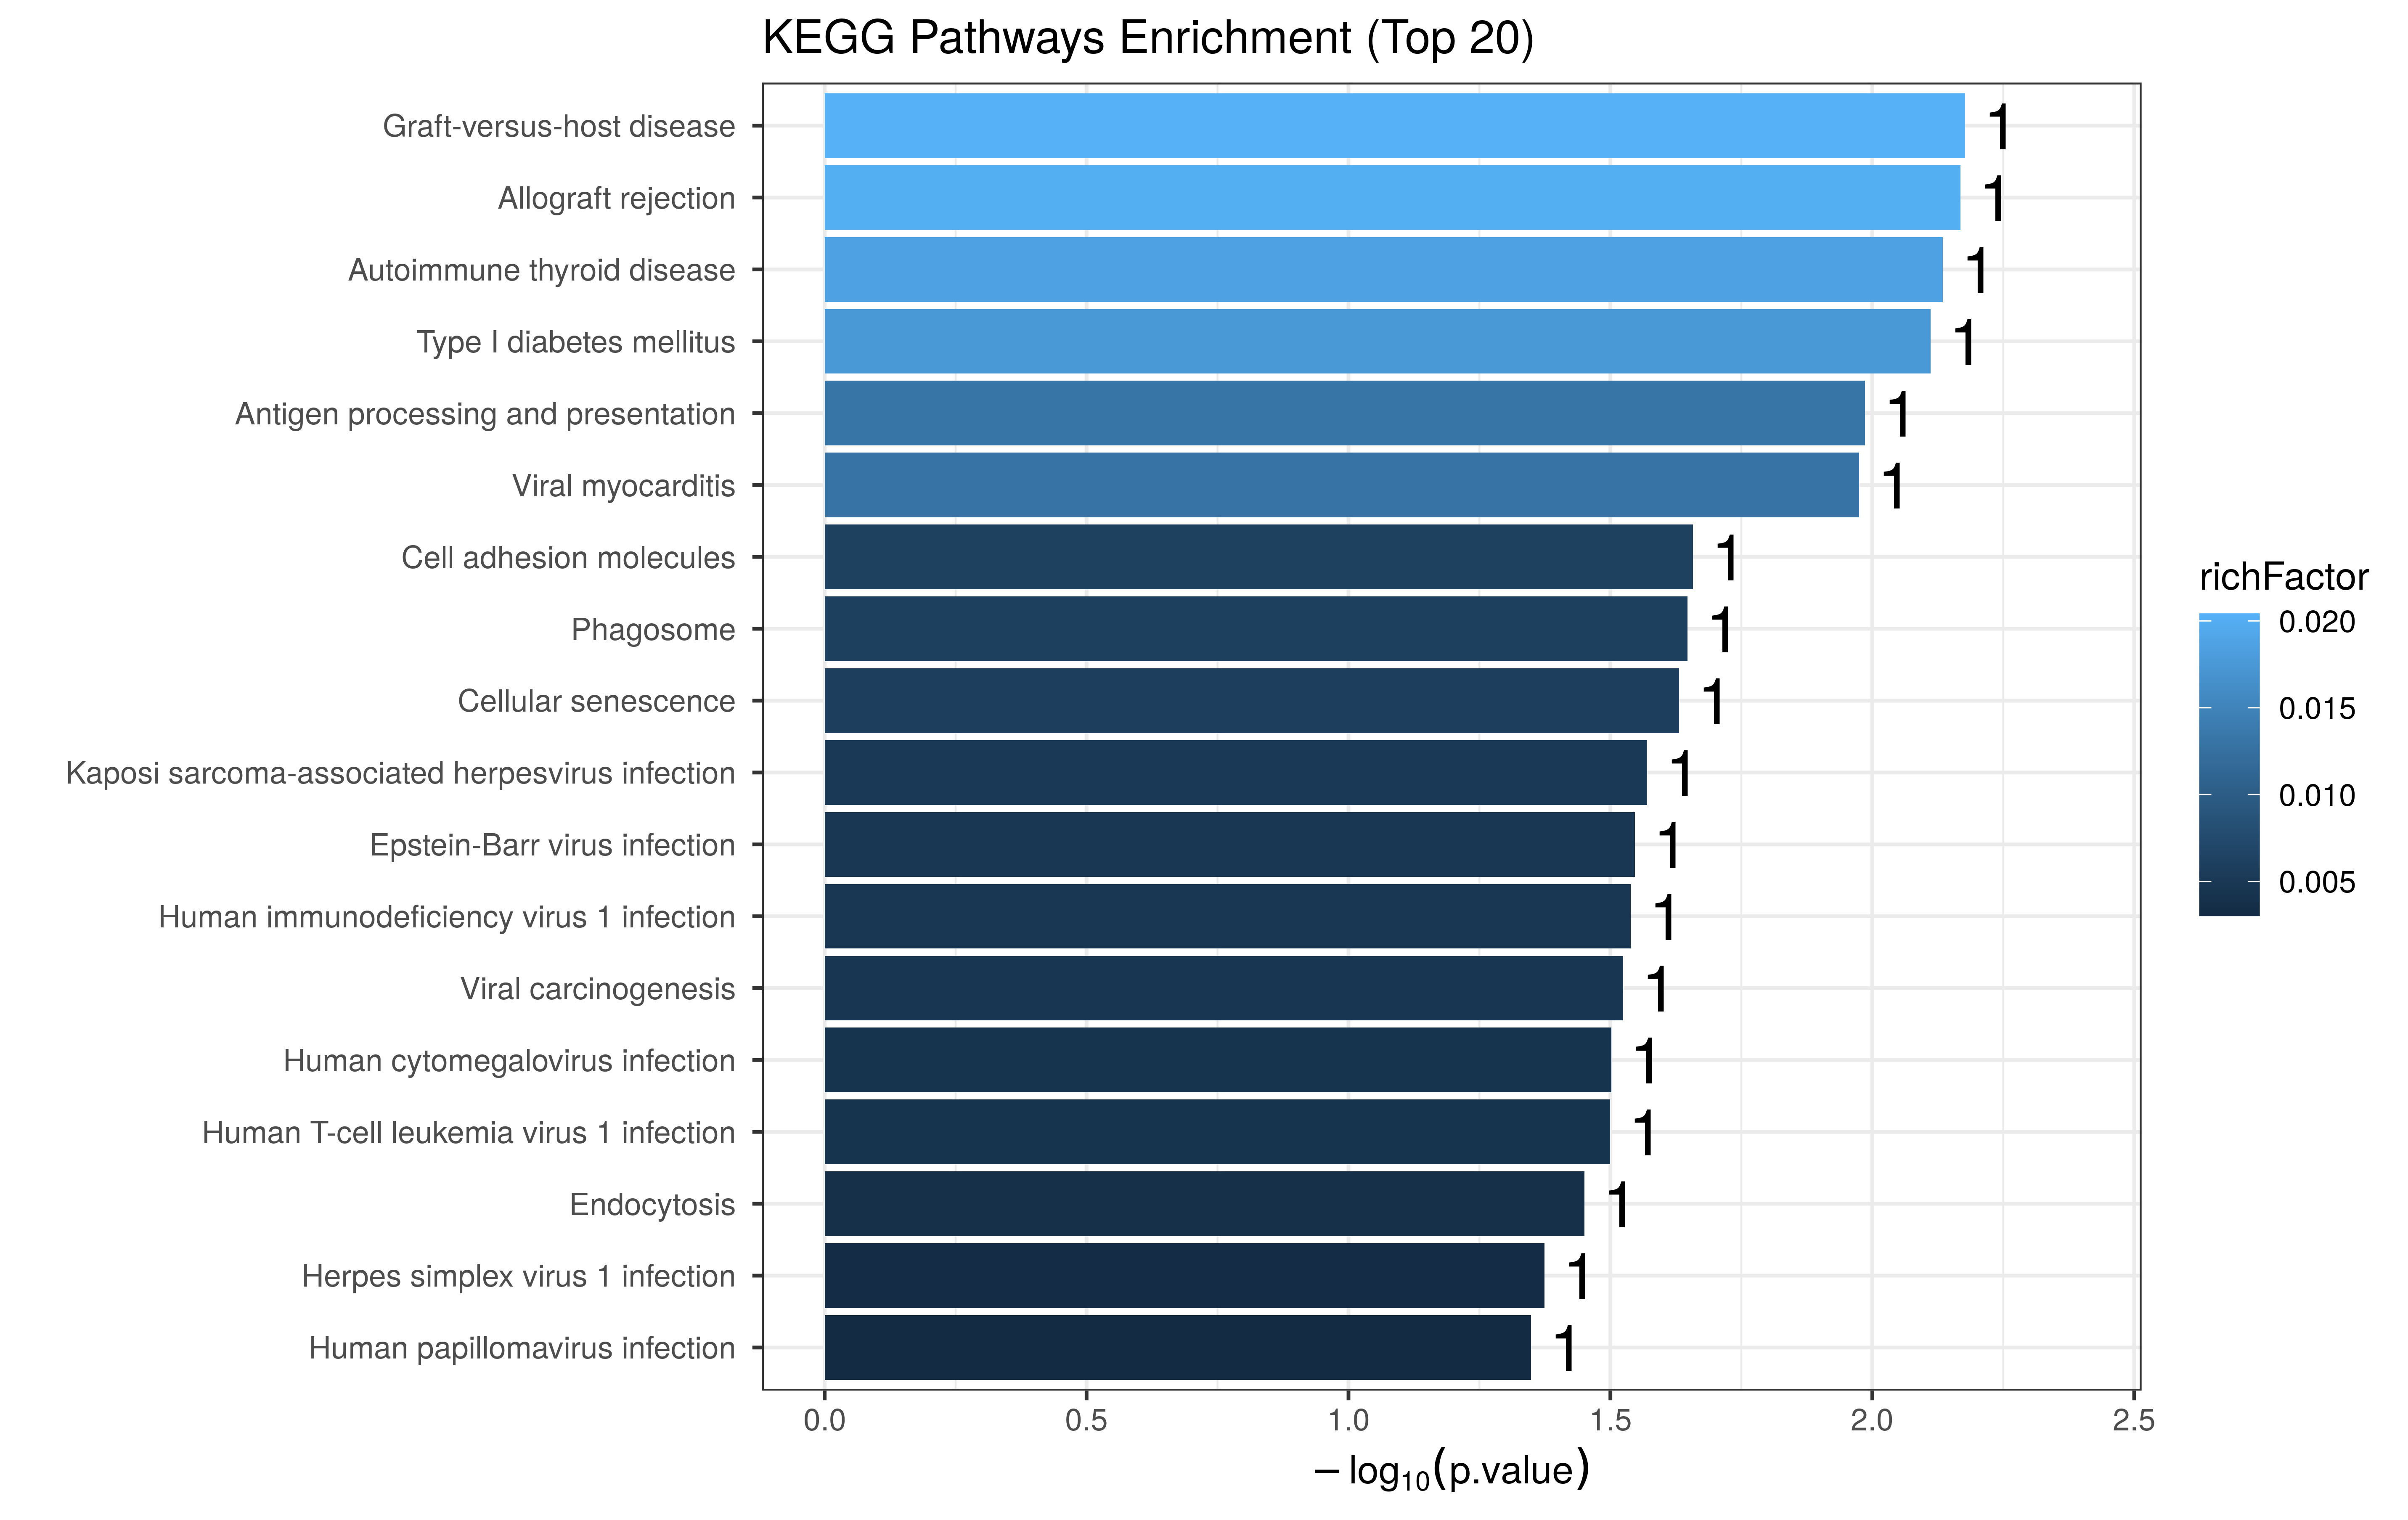 KEGG Pathways Enrichment (Top 20)
Graft-versus-host disease 1
Allograft rejection 1
Autoimmune thyroid disease 1
Type I diabetes mellitus 1
Antigen processing and presentation 1
Viral myocarditis 1
Cell adhesion molecules 1
Phagosome 1
Cellular senescence 1
Kaposi sarcoma-associated herpesvirus infection 1
Epstein-Barr virus infection 1
Human immunodeficiency virus 1 infection 1
Viral carcinogenesis 1
Human cytomegalovirus infection 1
Human T-cell leukemia virus 1 infection 1
Endocytosis 1
Herpes simplex virus 1 infection 1
Human papillomavirus infection 1
0.0 0.5 1.0 1.5 2.0 2.5
− log₁₀(p.value)
richFactor
0.020
0.015
0.010
0.005